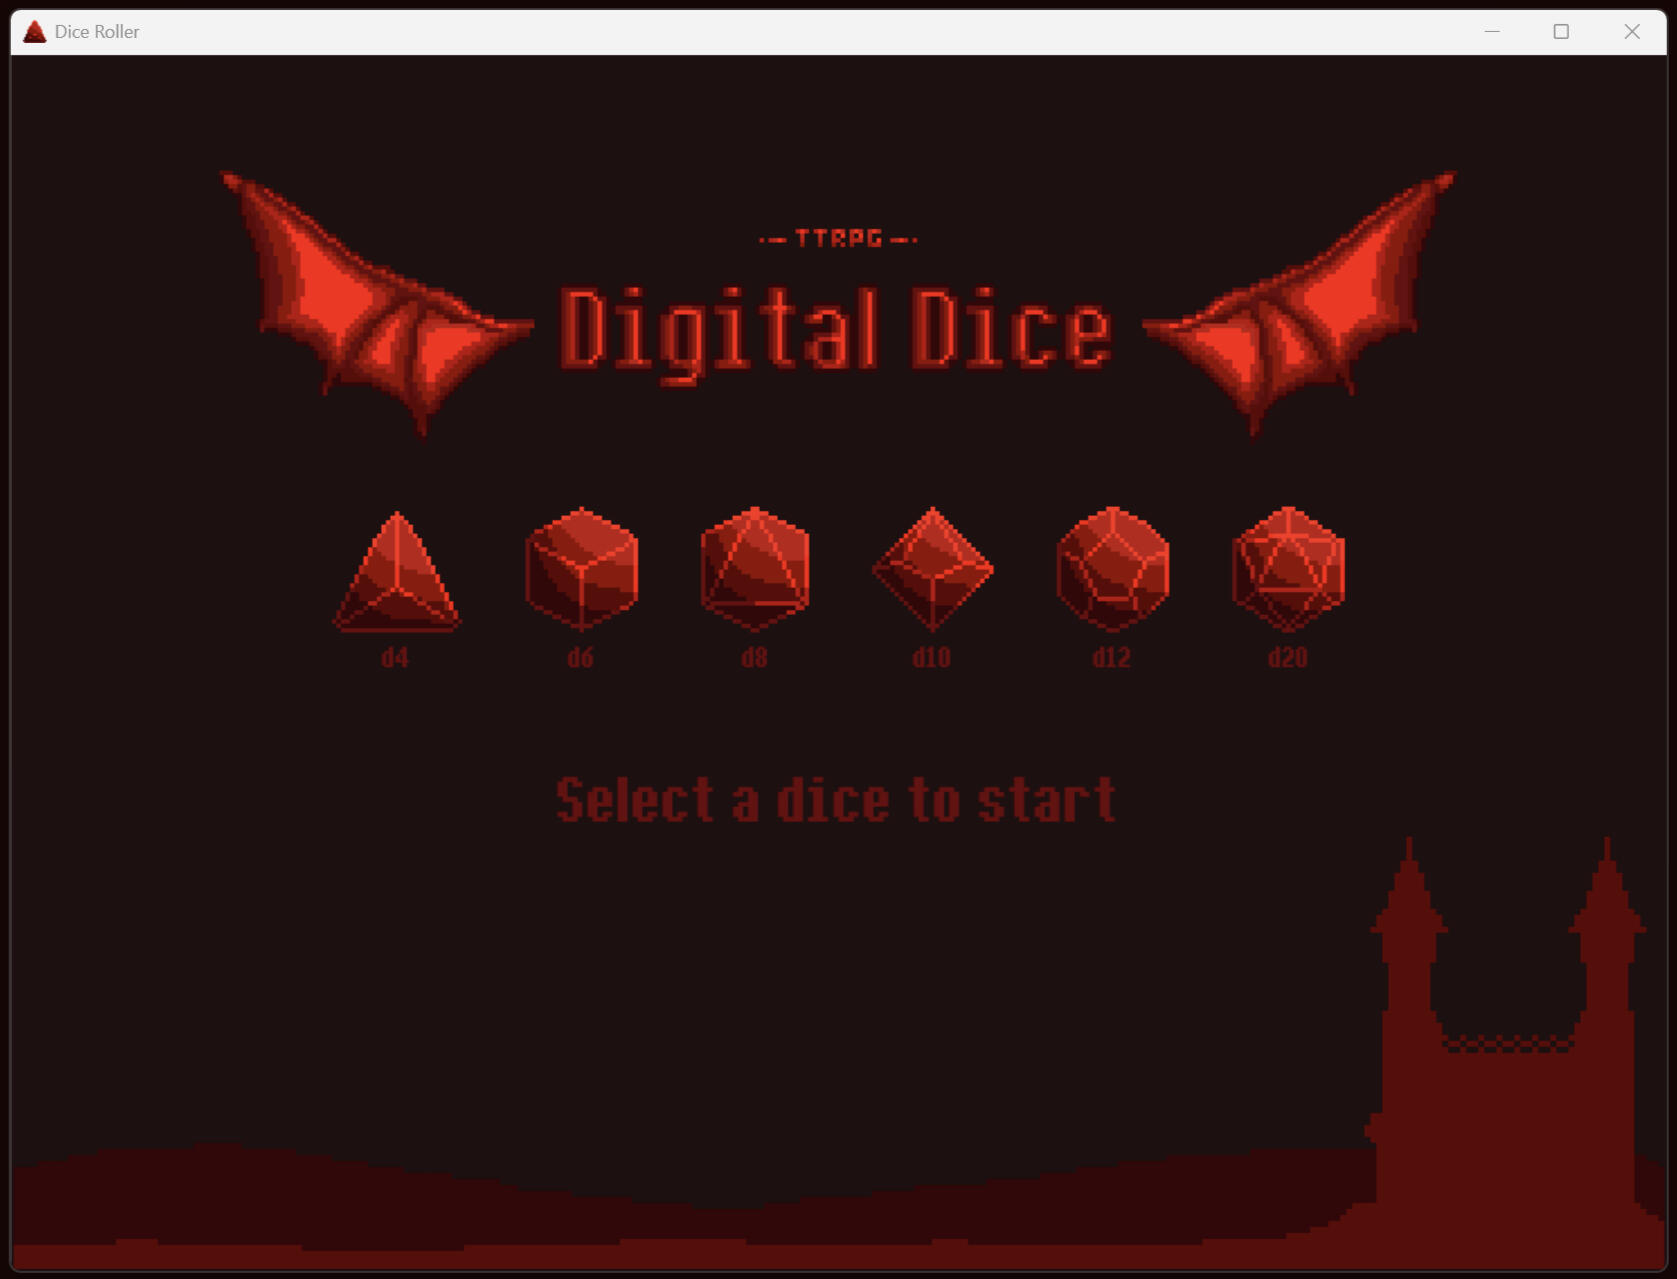 Dice Roller
TTRPG
Digital Dice
d4 d6 d8 d10 d12 d20
Select a dice to start